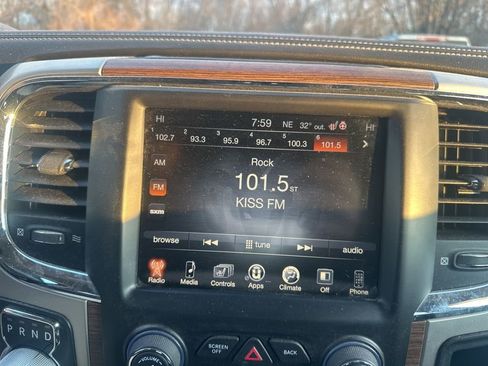 HI 7:59 NE 32° out. HI
1 2 3 4 5 6
102.7 93.3 95.9 96.7 100.3 101.5
AM Rock
FM 101.5 ST
sxm KISS FM
browse tune audio
Radio Media Controls Apps Climate Off Phone
P R N D
VOLUME SCREEN OFF BACK